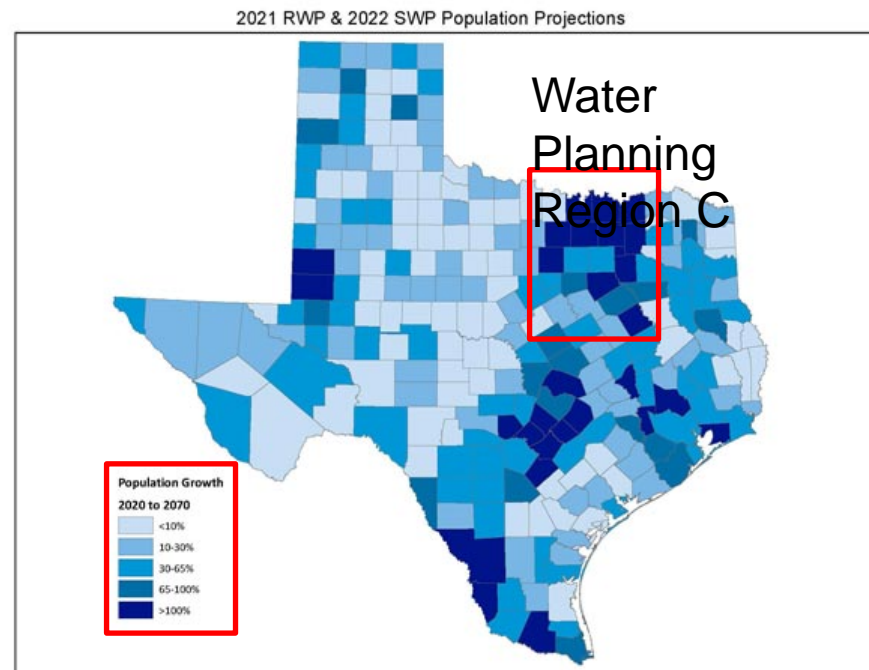 2021 RWP & 2022 SWP Population Projections
Water
Planning
Region C
Population Growth
2020 to 2070
<10%
10-30%
30-65%
65-100%
>100%